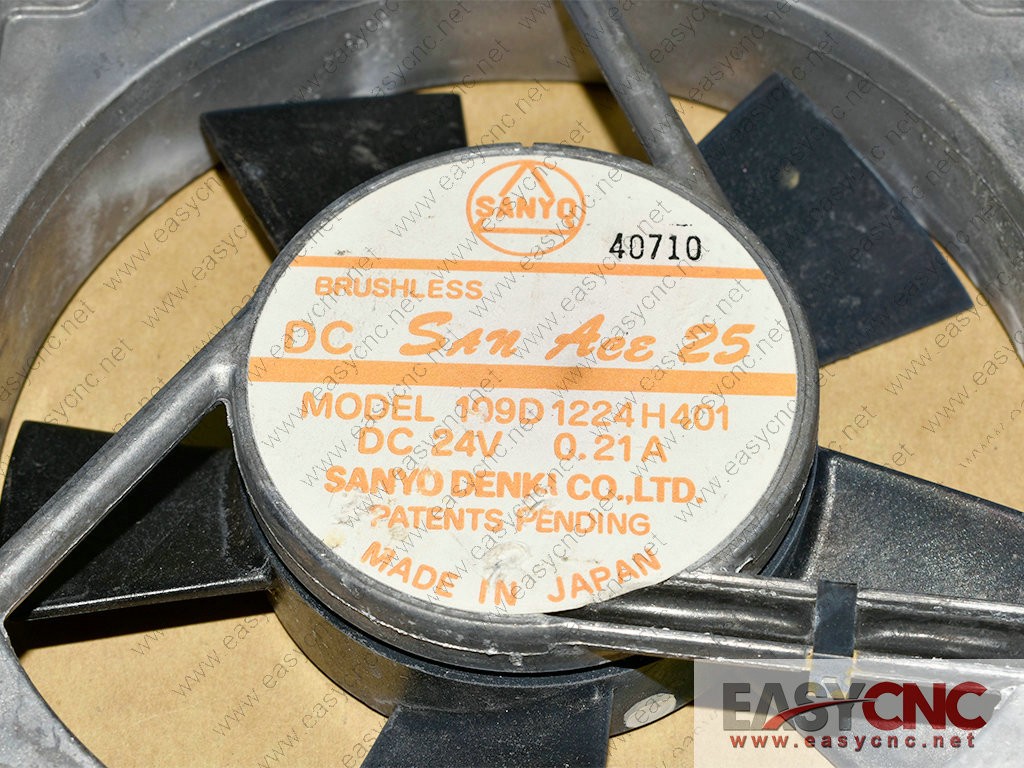 SANYO
40710
BRUSHLESS
DC SAN ACE 25
MODEL 109D1224H401
DC 24V 0.21A
SANYO DENKI CO.,LTD.
PATENTS PENDING
MADE IN JAPAN
EASYCNC
www.easycnc.net